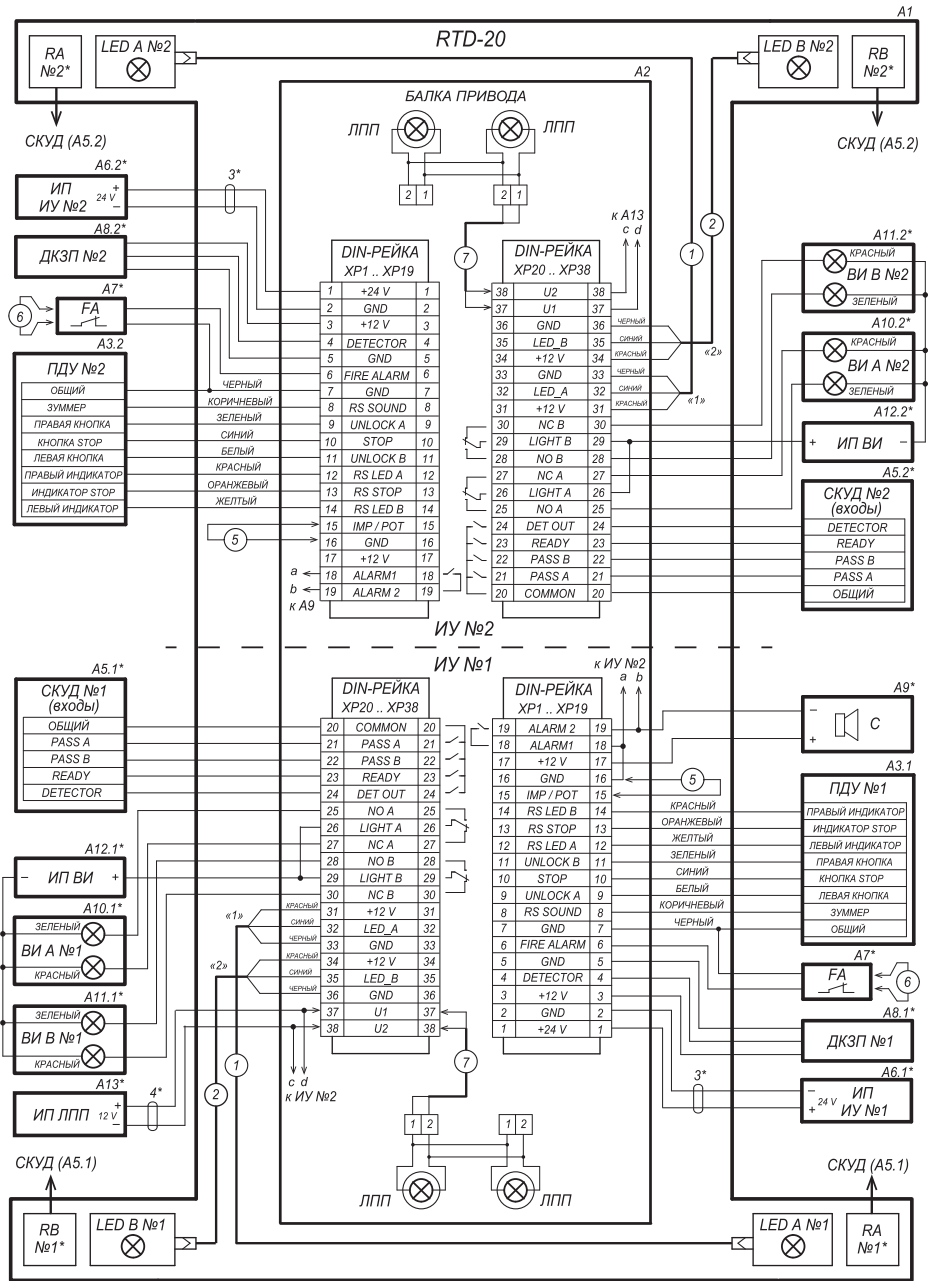 A1
RTD-20
RA
№2*
LED A №2
LED B №2
RB
№2*
A2
БАЛКА ПРИВОДА
ЛПП
ЛПП
2 1
2 1
СКУД (A5.2)
СКУД (A5.2)
A6.2*
ИП
ИУ №2
24 V
+
−
3*
A8.2*
ДКЗП №2
A7*
FA
6
A3.2
ПДУ №2
ОБЩИЙ
ЗУММЕР
ПРАВАЯ КНОПКА
КНОПКА STOP
ЛЕВАЯ КНОПКА
ПРАВЫЙ ИНДИКАТОР
ИНДИКАТОР STOP
ЛЕВЫЙ ИНДИКАТОР
ЧЕРНЫЙ
КОРИЧНЕВЫЙ
ЗЕЛЕНЫЙ
СИНИЙ
БЕЛЫЙ
КРАСНЫЙ
ОРАНЖЕВЫЙ
ЖЕЛТЫЙ
5
a
b
к A9
DIN-РЕЙКА
XP1 .. XP19
1 +24 V 1
2 GND 2
3 +12 V 3
4 DETECTOR 4
5 GND 5
6 FIRE ALARM 6
7 GND 7
8 RS SOUND 8
9 UNLOCK A 9
10 STOP 10
11 UNLOCK B 11
12 RS LED A 12
13 RS STOP 13
14 RS LED B 14
15 IMP / POT 15
16 GND 16
17 +12 V 17
18 ALARM1 18
19 ALARM 2 19
7
к A13
c d
DIN-РЕЙКА
XP20 .. XP38
38 U2 38
37 U1 37
36 GND 36
35 LED_B 35
34 +12 V 34
33 GND 33
32 LED_A 32
31 +12 V 31
30 NC B 30
29 LIGHT B 29
28 NO B 28
27 NC A 27
26 LIGHT A 26
25 NO A 25
24 DET OUT 24
23 READY 23
22 PASS B 22
21 PASS A 21
20 COMMON 20
ЧЕРНЫЙ
СИНИЙ
КРАСНЫЙ
ЧЕРНЫЙ
СИНИЙ
КРАСНЫЙ
«2»
«1»
1
2
A11.2*
КРАСНЫЙ
ВИ B №2
ЗЕЛЕНЫЙ
A10.2*
КРАСНЫЙ
ВИ A №2
ЗЕЛЕНЫЙ
A12.2*
+ ИП ВИ −
A5.2*
СКУД №2
(входы)
DETECTOR
READY
PASS B
PASS A
ОБЩИЙ
ИУ №2
ИУ №1
A5.1*
СКУД №1
(входы)
ОБЩИЙ
PASS A
PASS B
READY
DETECTOR
A12.1*
− ИП ВИ +
A10.1*
ЗЕЛЕНЫЙ
ВИ A №1
КРАСНЫЙ
A11.1*
ЗЕЛЕНЫЙ
ВИ B №1
КРАСНЫЙ
A13*
ИП ЛПП 12 V
+
−
4*
«1»
«2»
КРАСНЫЙ
СИНИЙ
ЧЕРНЫЙ
КРАСНЫЙ
СИНИЙ
ЧЕРНЫЙ
1
2
c d
к ИУ №2
DIN-РЕЙКА
XP20 .. XP38
20 COMMON 20
21 PASS A 21
22 PASS B 22
23 READY 23
24 DET OUT 24
25 NO A 25
26 LIGHT A 26
27 NC A 27
28 NO B 28
29 LIGHT B 29
30 NC B 30
31 +12 V 31
32 LED_A 32
33 GND 33
34 +12 V 34
35 LED_B 35
36 GND 36
37 U1 37
38 U2 38
7
к ИУ №2
a b
DIN-РЕЙКА
XP1 .. XP19
19 ALARM 2 19
18 ALARM1 18
17 +12 V 17
16 GND 16
15 IMP / POT 15
14 RS LED B 14
13 RS STOP 13
12 RS LED A 12
11 UNLOCK B 11
10 STOP 10
9 UNLOCK A 9
8 RS SOUND 8
7 GND 7
6 FIRE ALARM 6
5 GND 5
4 DETECTOR 4
3 +12 V 3
2 GND 2
1 +24 V 1
5
КРАСНЫЙ
ОРАНЖЕВЫЙ
ЖЕЛТЫЙ
ЗЕЛЕНЫЙ
СИНИЙ
БЕЛЫЙ
КОРИЧНЕВЫЙ
ЧЕРНЫЙ
A9*
−
+
C
A3.1
ПДУ №1
ПРАВЫЙ ИНДИКАТОР
ИНДИКАТОР STOP
ЛЕВЫЙ ИНДИКАТОР
ПРАВАЯ КНОПКА
КНОПКА STOP
ЛЕВАЯ КНОПКА
ЗУММЕР
ОБЩИЙ
A7*
FA
6
A8.1*
ДКЗП №1
A6.1*
3*
−
+
24 V
ИП
ИУ №1
1 2
1 2
ЛПП
ЛПП
СКУД (A5.1)
СКУД (A5.1)
RB
№1*
LED B №1
LED A №1
RA
№1*